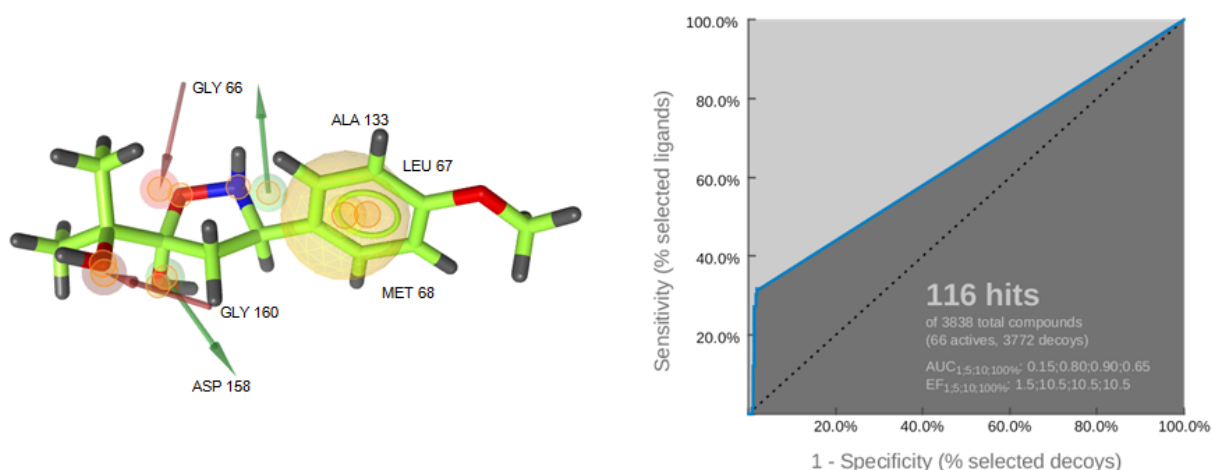 GLY 66
ALA 133
LEU 67
MET 68
GLY 160
ASP 158
Sensitivity (% selected ligands)
100.0%
80.0%
60.0%
40.0%
20.0%
116 hits
of 3838 total compounds
(66 actives, 3772 decoys)
AUC1;5;10;100%: 0.15;0.80;0.90;0.65
EF1;5;10;100%: 1.5;10.5;10.5;10.5
20.0% 40.0% 60.0% 80.0% 100.0%
1 - Specificity (% selected decoys)